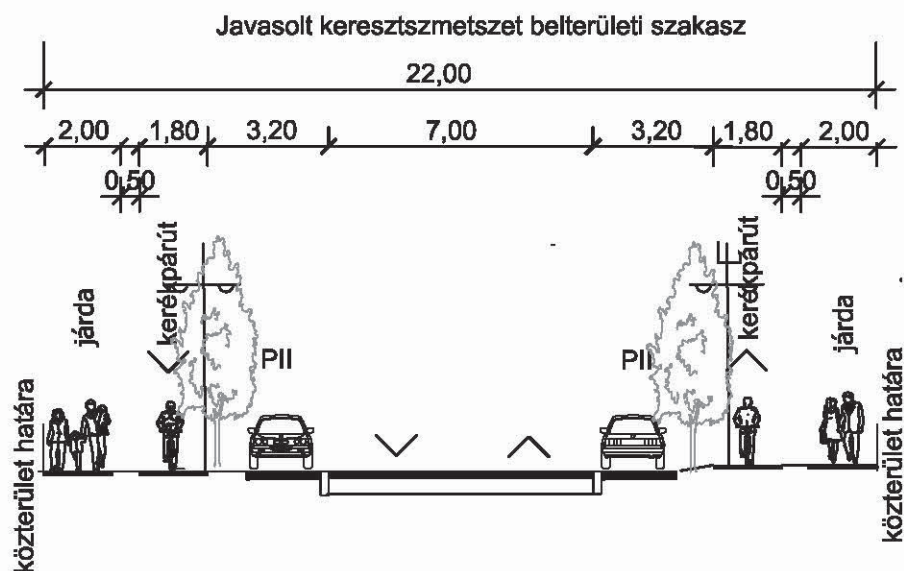 Javasolt keresztszmetszet belterületi szakasz
22,00
2,00 1,80 3,20 7,00 3,20 1,80 2,00
0,50 0,50
közterület határa
járda
kerékpárút
PII
PII
kerékpárút
járda
közterület határa